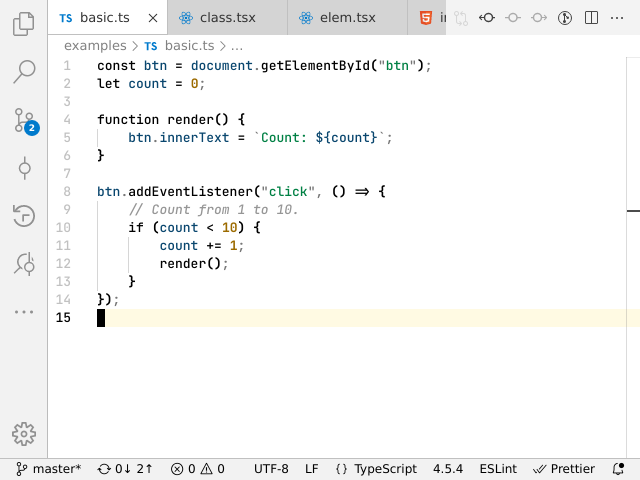 TS basic.ts class.tsx elem.tsx
examples > TS basic.ts > ...
1 const btn = document.getElementById("btn");
2 let count = 0;
3
4 function render() {
5 btn.innerText = `Count: ${count}`;
6 }
7
8 btn.addEventListener("click", () => {
9 // Count from 1 to 10.
10 if (count < 10) {
11 count += 1;
12 render();
13 }
14 });
15
2
master* 0↓ 2↑ 0 0 UTF-8 LF {} TypeScript 4.5.4 ESLint Prettier